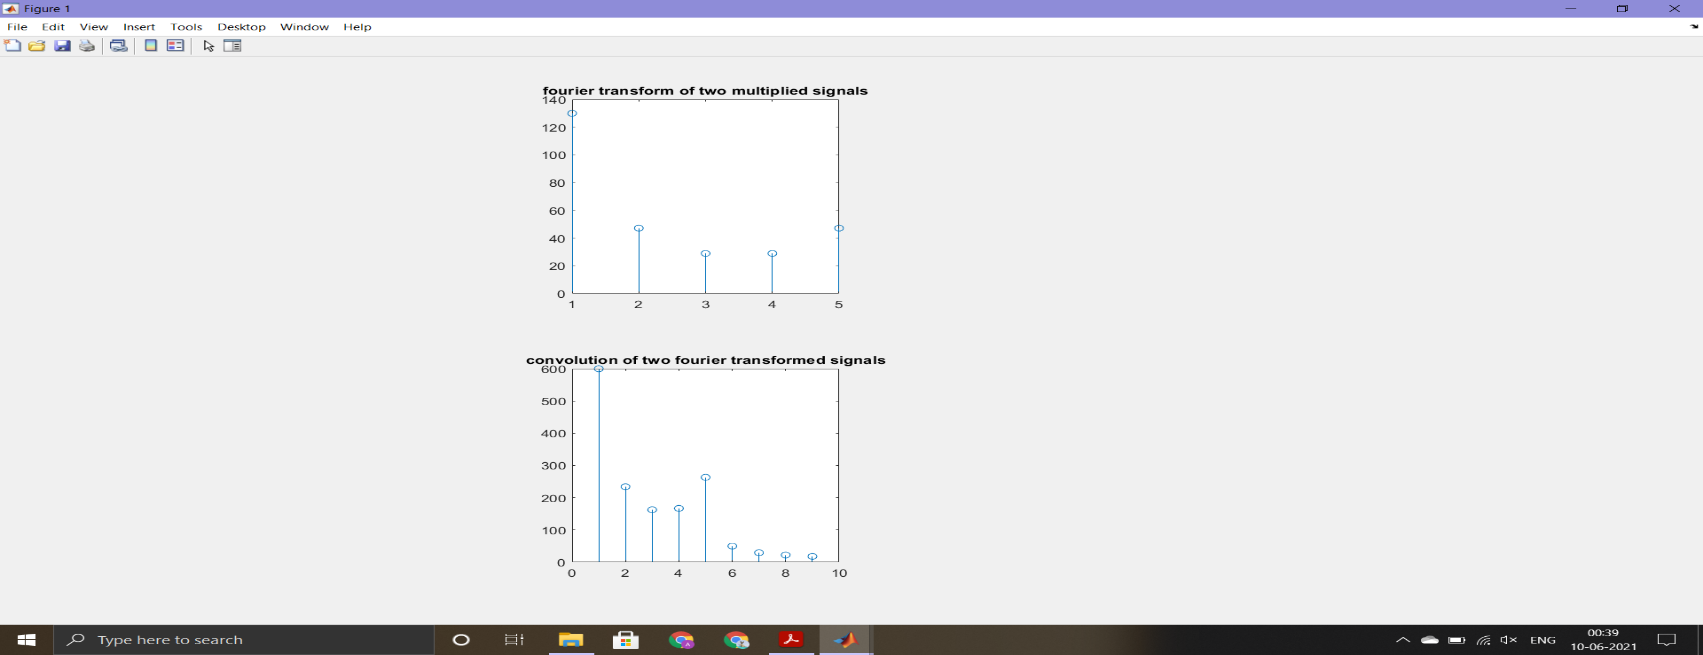 Figure 1
File Edit View Insert Tools Desktop Window Help
fourier transform of two multiplied signals
140
120
100
80
60
40
20
0
1 2 3 4 5
convolution of two fourier transformed signals
600
500
400
300
200
100
0
0 2 4 6 8 10
Type here to search
ENG
00:39
10-06-2021